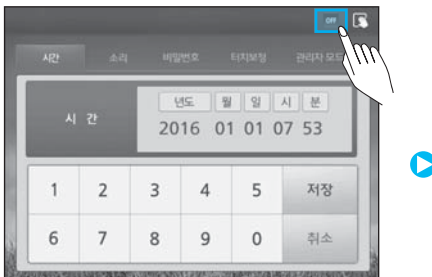 OFF
시간 소리 비밀번호 터치보정 관리자 모드
시 간
년도 월 일 시 분
2016 01 01 07 53
1 2 3 4 5 저장
6 7 8 9 0 취소